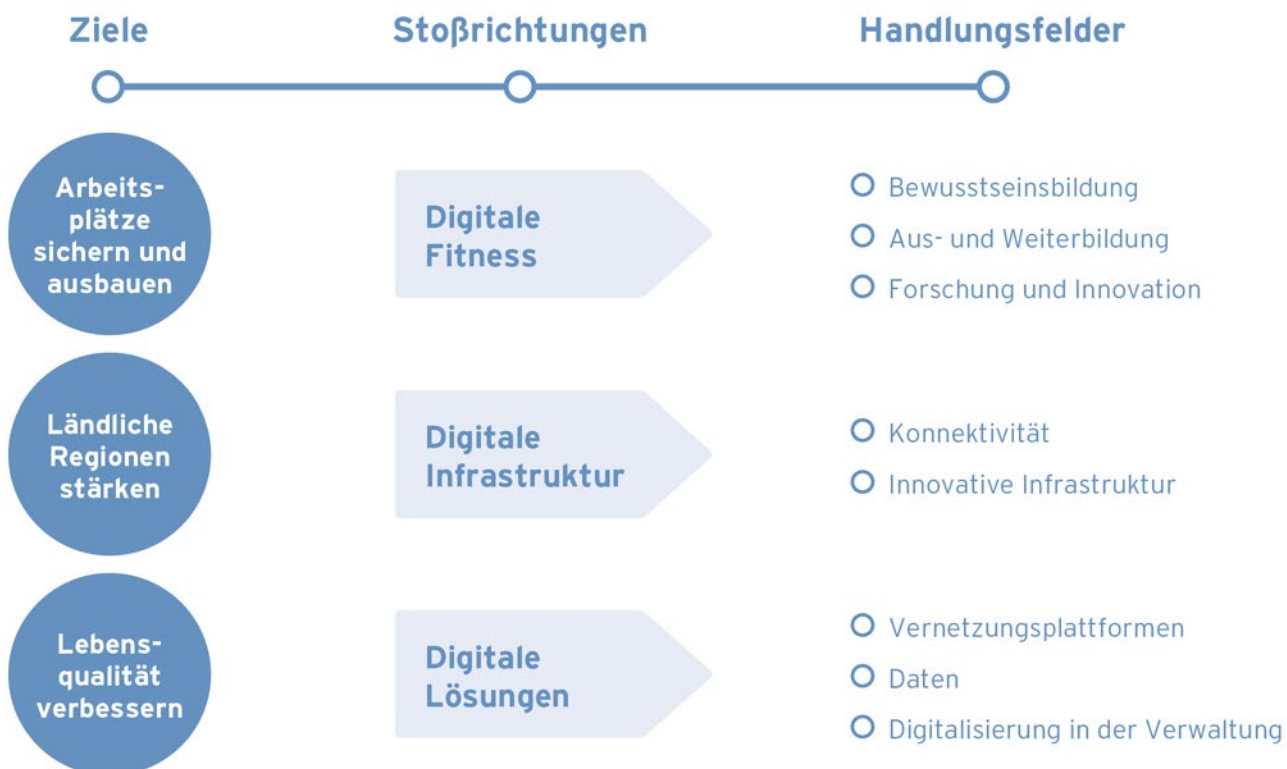 Ziele
Stoßrichtungen
Handlungsfelder
Arbeits-
plätze
sichern und
ausbauen
Digitale
Fitness
Bewusstseinsbildung
Aus- und Weiterbildung
Forschung und Innovation
Ländliche
Regionen
stärken
Digitale
Infrastruktur
Konnektivität
Innovative Infrastruktur
Lebens-
qualität
verbessern
Digitale
Lösungen
Vernetzungsplattformen
Daten
Digitalisierung in der Verwaltung